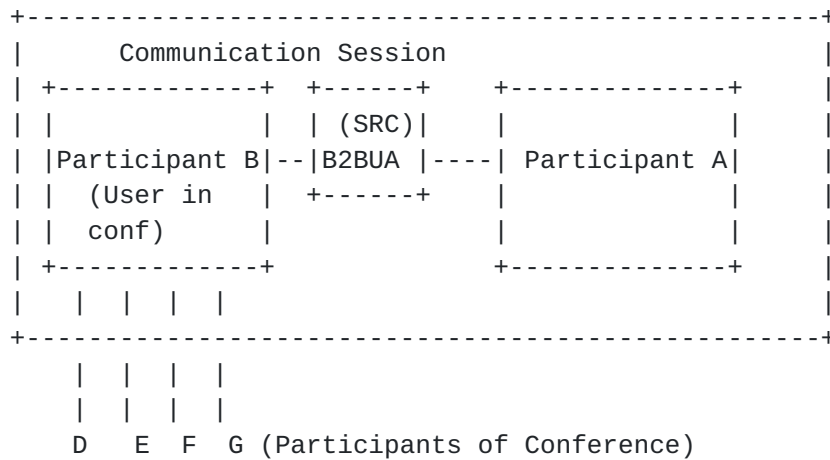 Communication Session
(SRC)
Participant B B2BUA Participant A
(User in
conf)
D E F G (Participants of Conference)